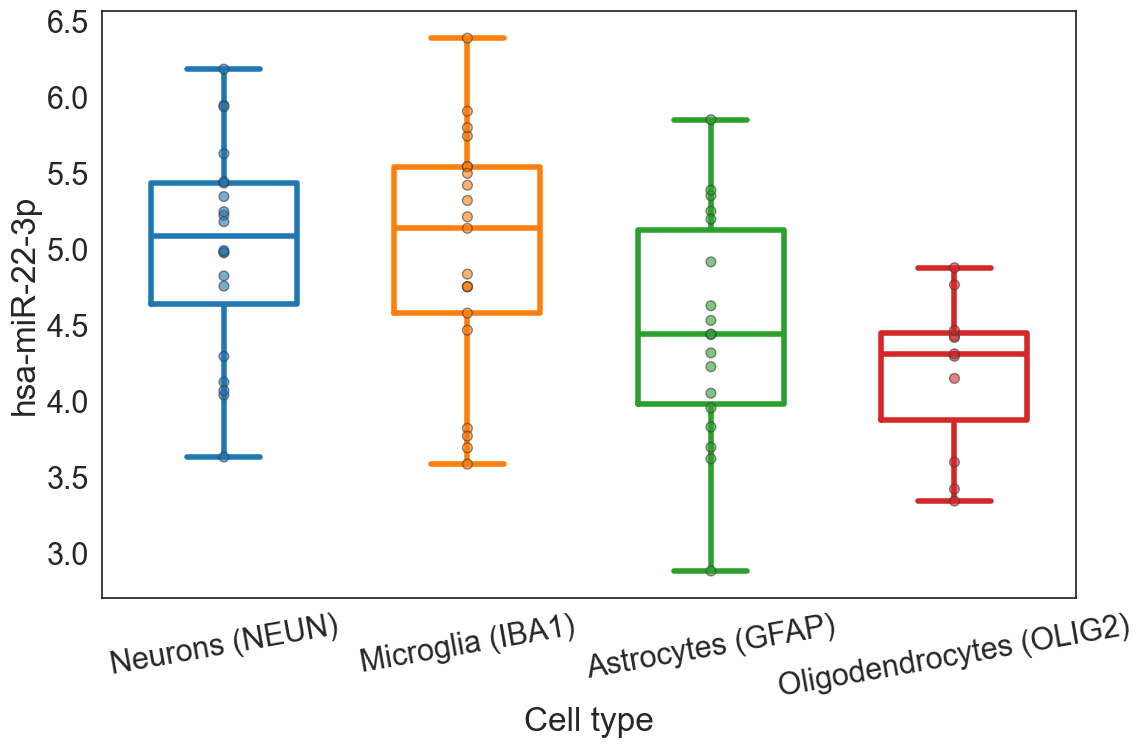 6.5
6.0
5.5
5.0
4.5
4.0
3.5
3.0
hsa-miR-22-3p
Neurons (NEUN)
Microglia (IBA1)
Astrocytes (GFAP)
Oligodendrocytes (OLIG2)
Cell type